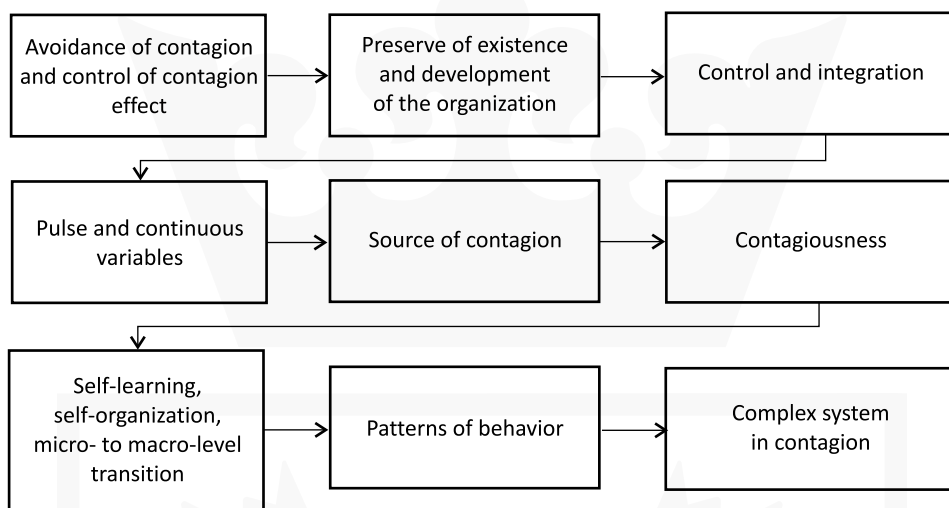 Avoidance of contagion
and control of contagion
effect
Preserve of existence
and development
of the organization
Control and integration
Pulse and continuous
variables
Source of contagion
Contagiousness
Self-learning,
self-organization,
micro- to macro-level
transition
Patterns of behavior
Complex system
in contagion